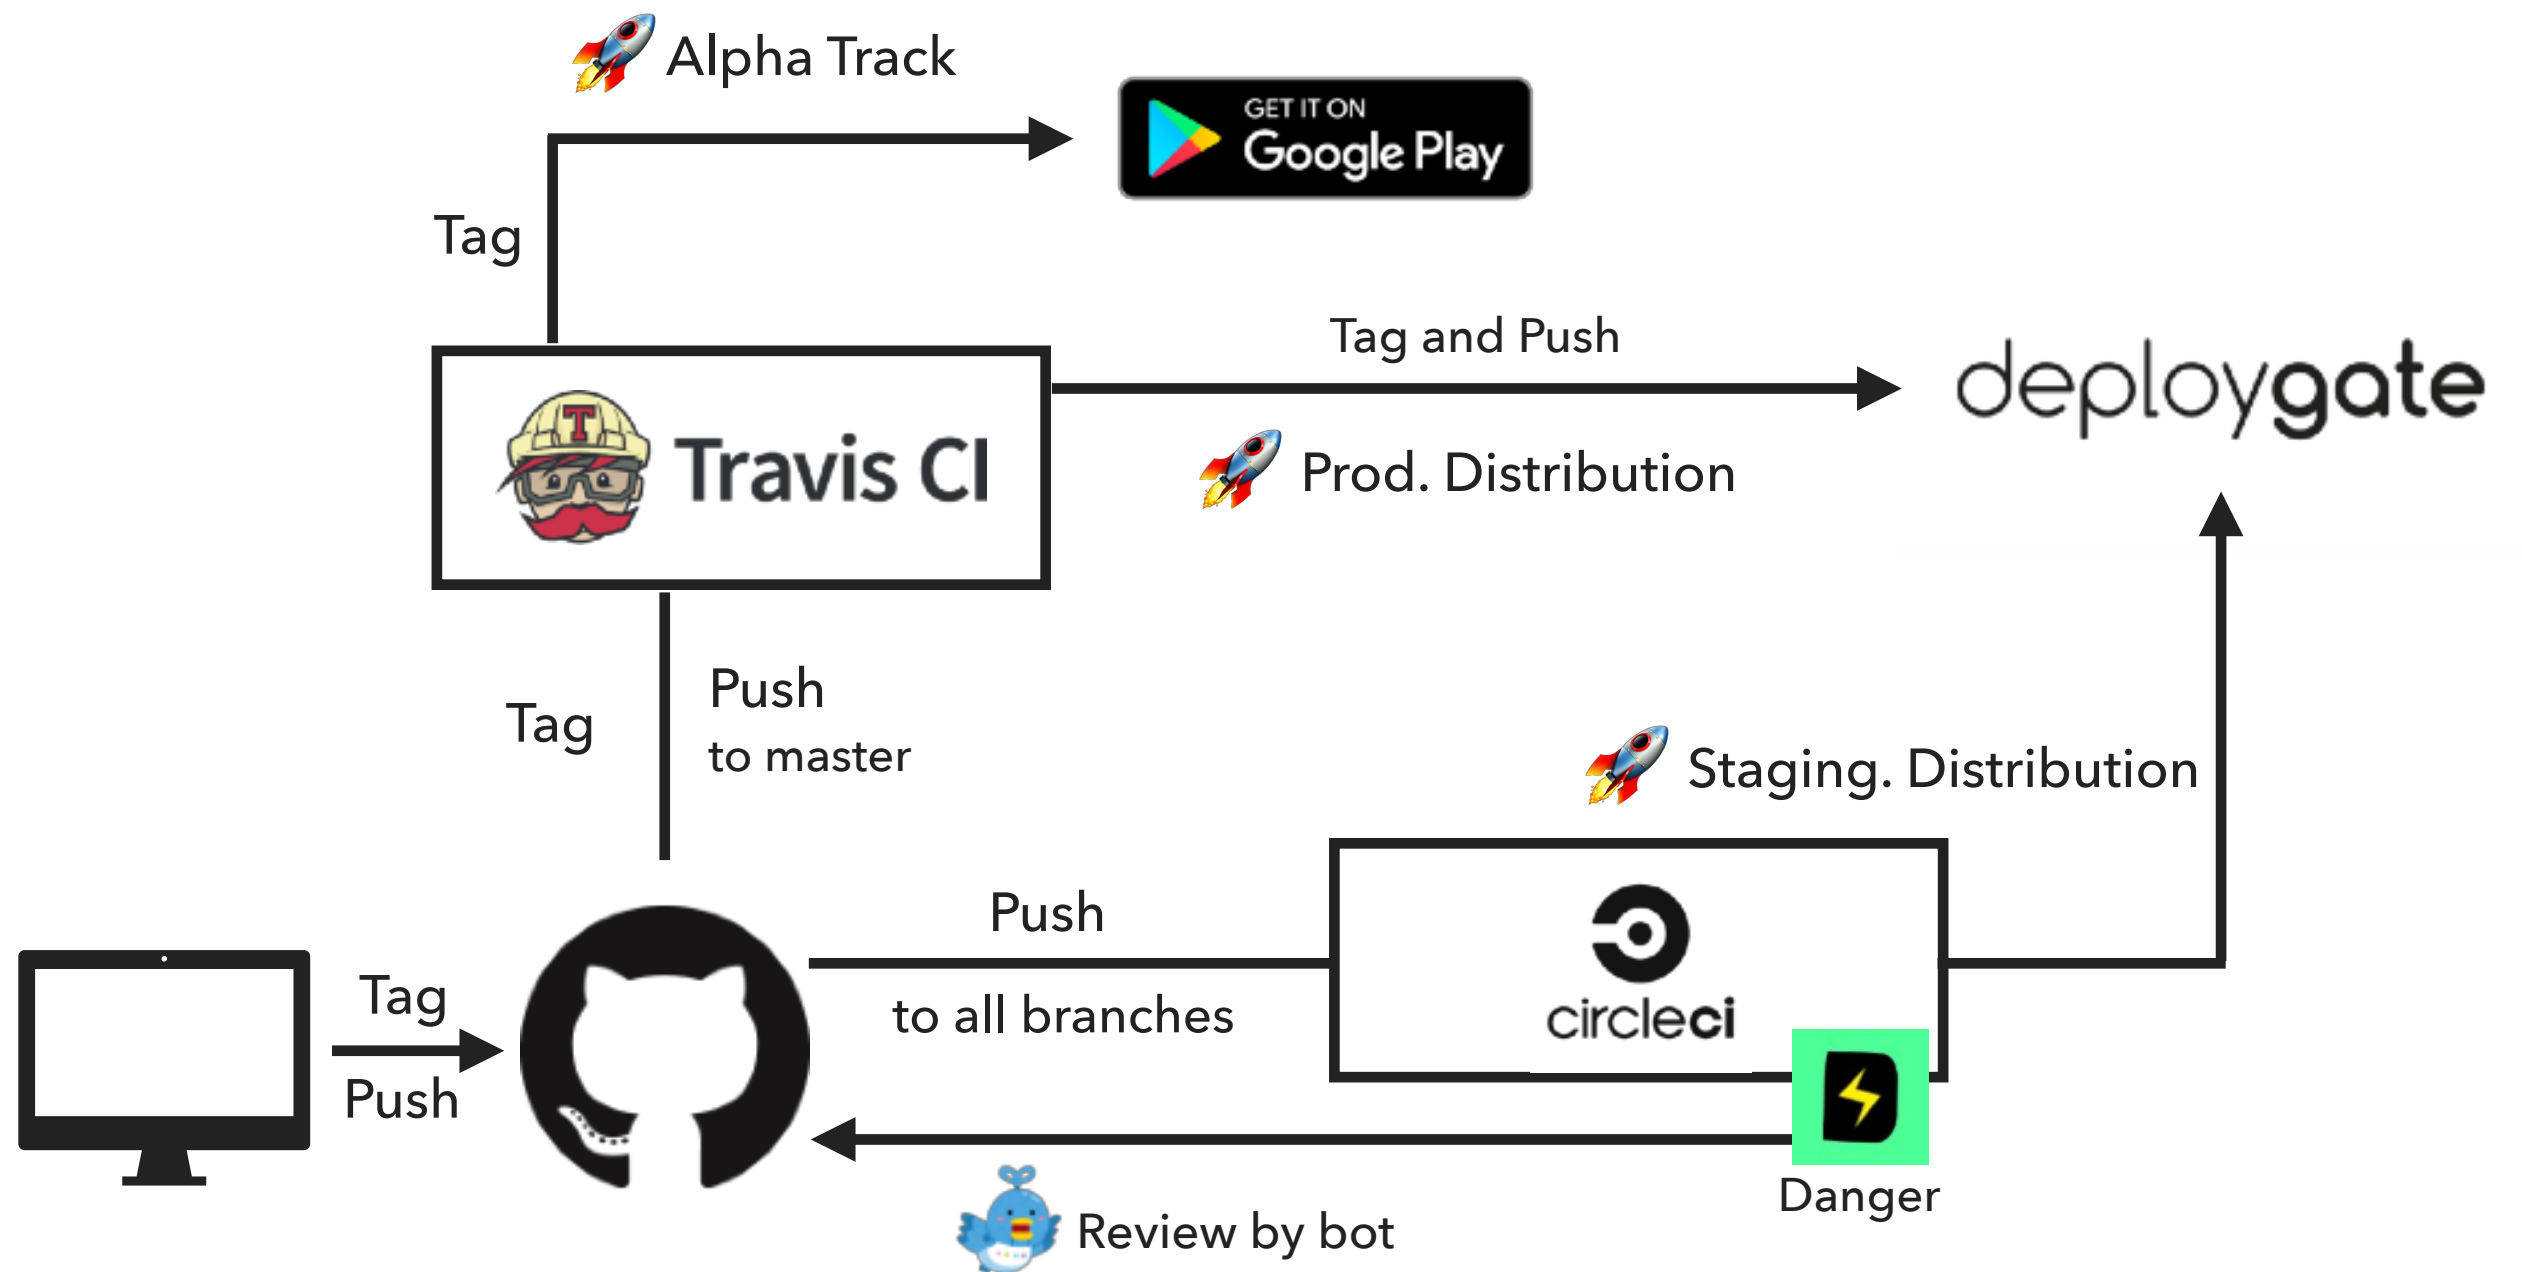 Alpha Track
GET IT ON
Google Play
Tag
Tag and Push
deploygate
T
Travis CI
Prod. Distribution
Tag
Push
to master
Staging. Distribution
Push
to all branches
circleci
Tag
Push
Danger
Review by bot